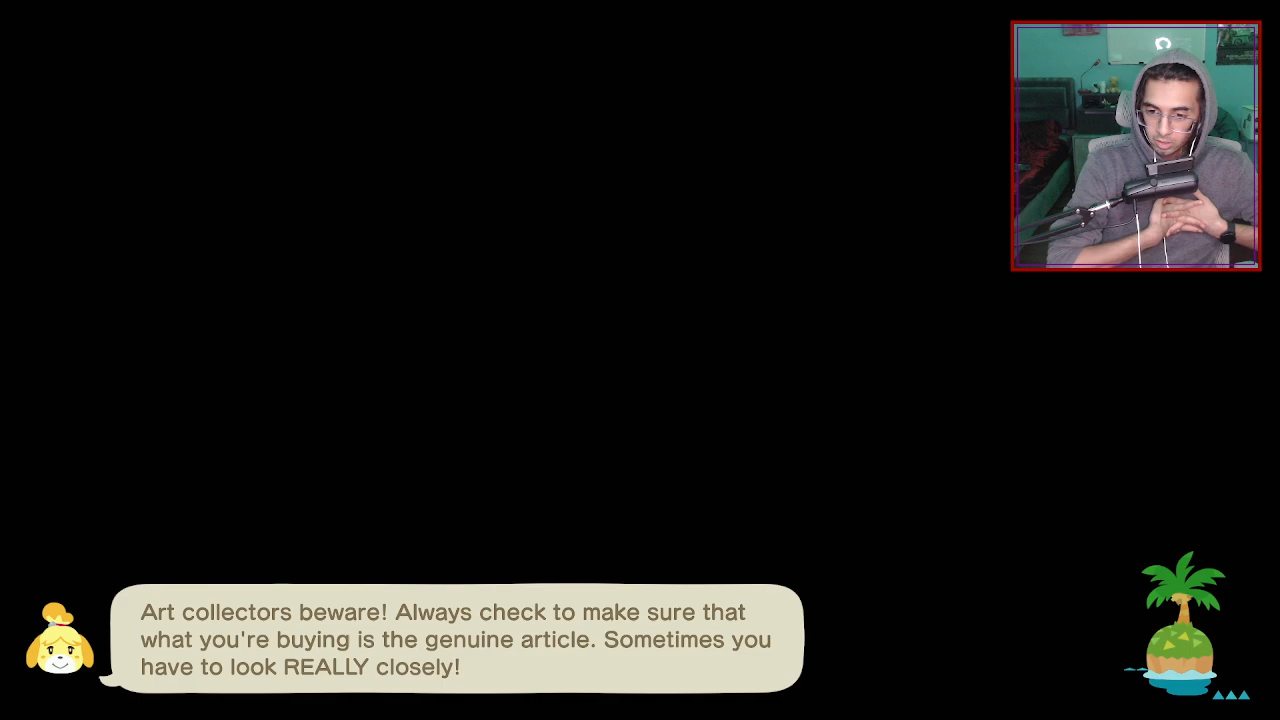 Art collectors beware! Always check to make sure that
what you're buying is the genuine article. Sometimes you
have to look REALLY closely!